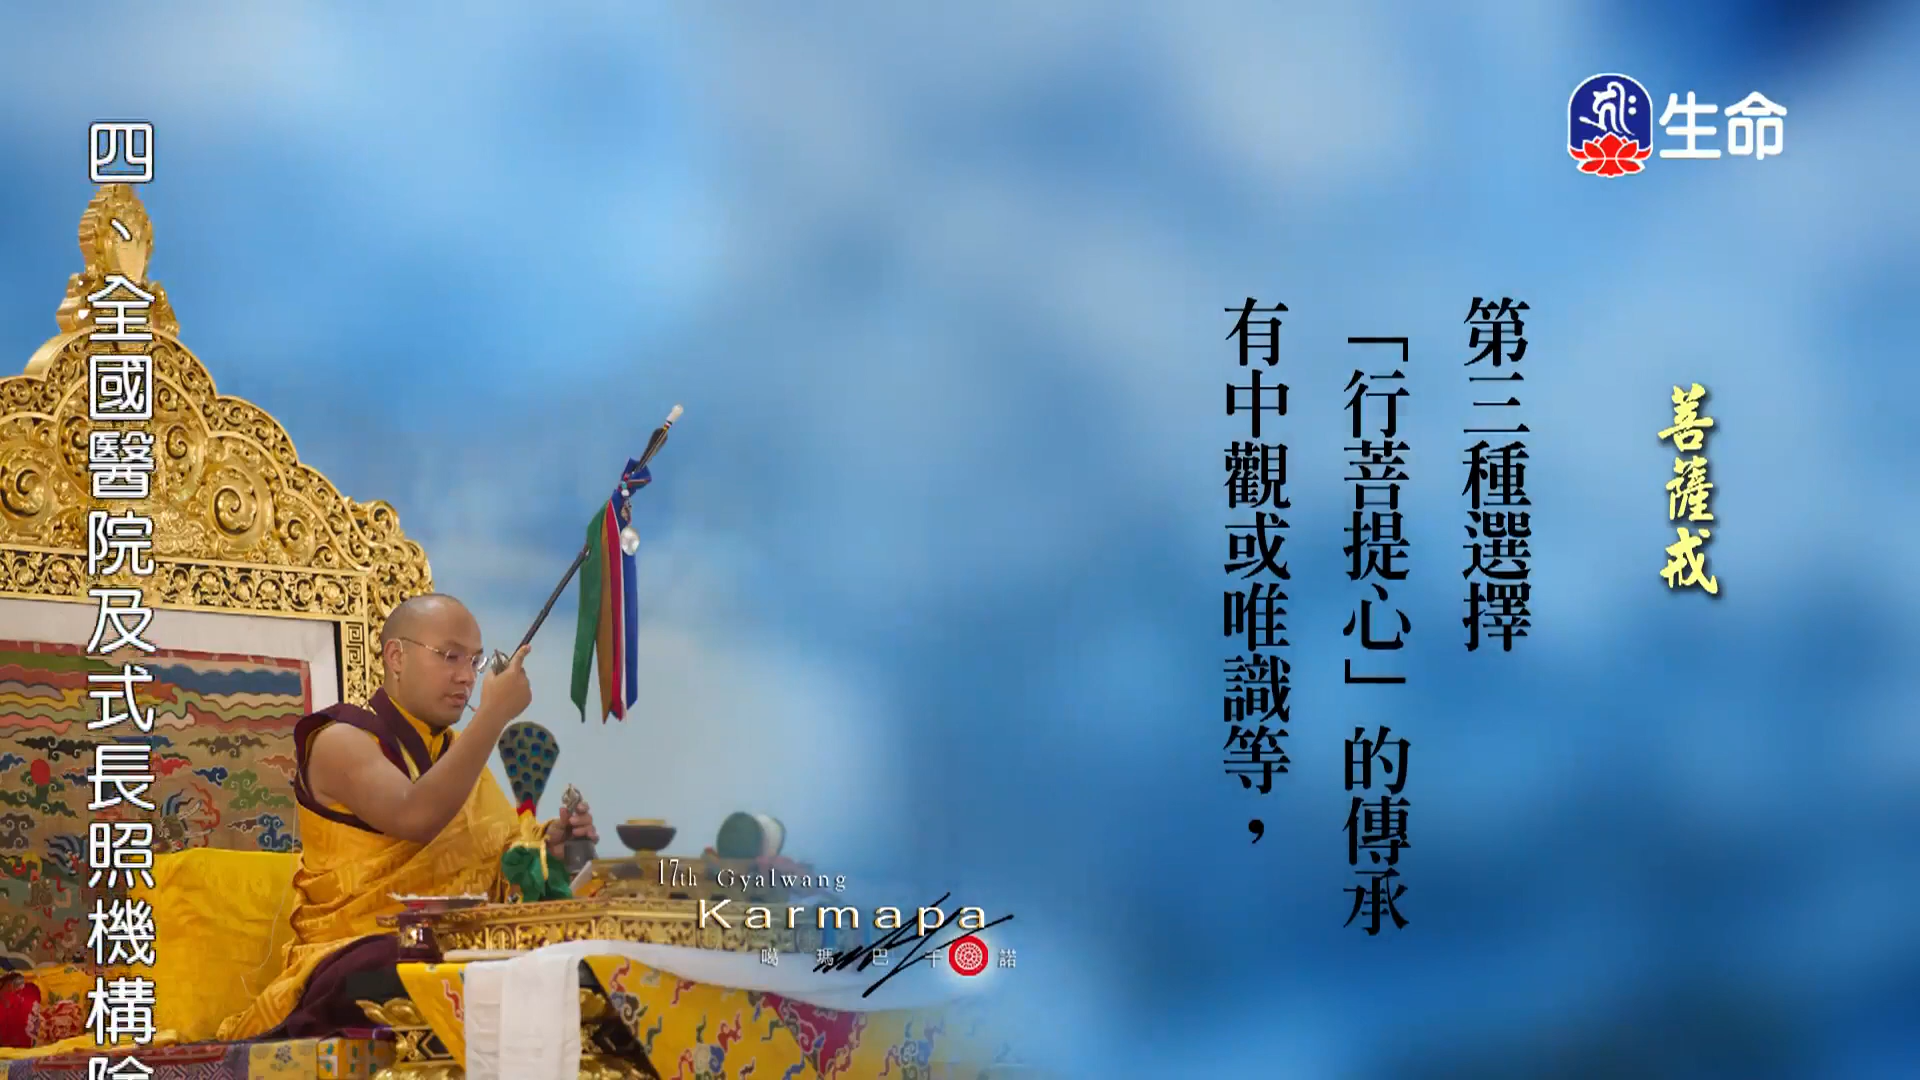 生命
菩薩戒
第三種選擇
「行菩提心」的傳承
有中觀或唯識等，
四、全國醫院及式長照機構除
17th Gyalwang
Karmapa
噶瑪巴千諾